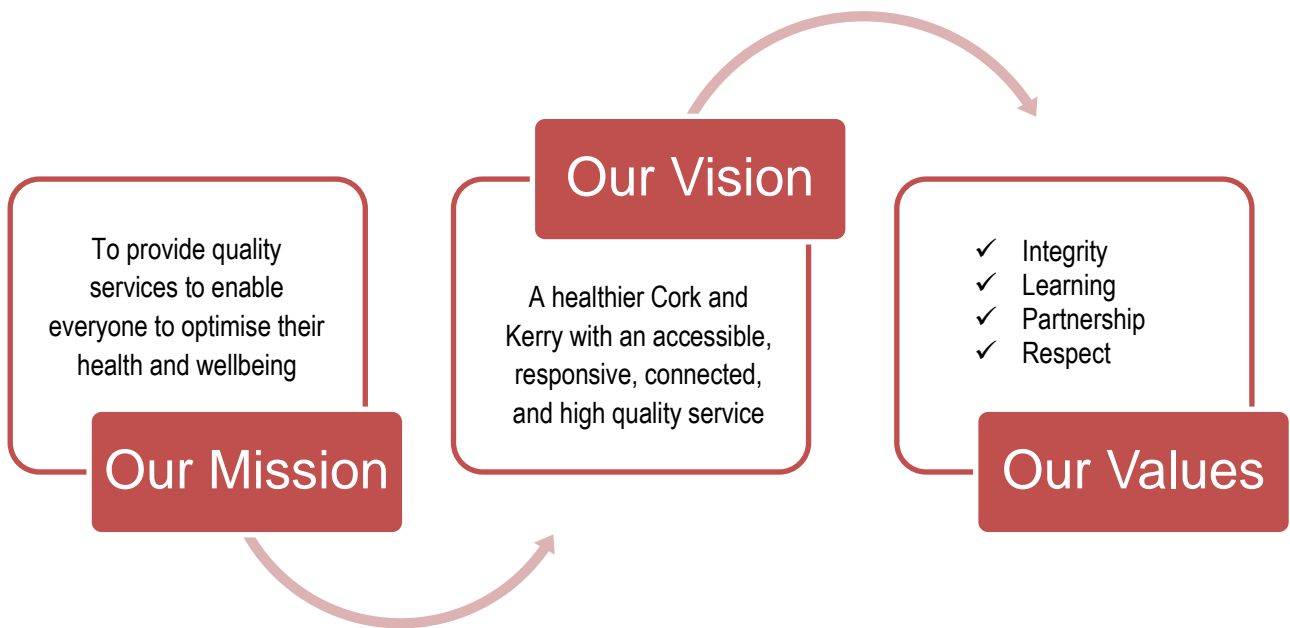 To provide quality
services to enable
everyone to optimise their
health and wellbeing
Our Mission
Our Vision
A healthier Cork and
Kerry with an accessible,
responsive, connected,
and high quality service
✓ Integrity
✓ Learning
✓ Partnership
✓ Respect
Our Values